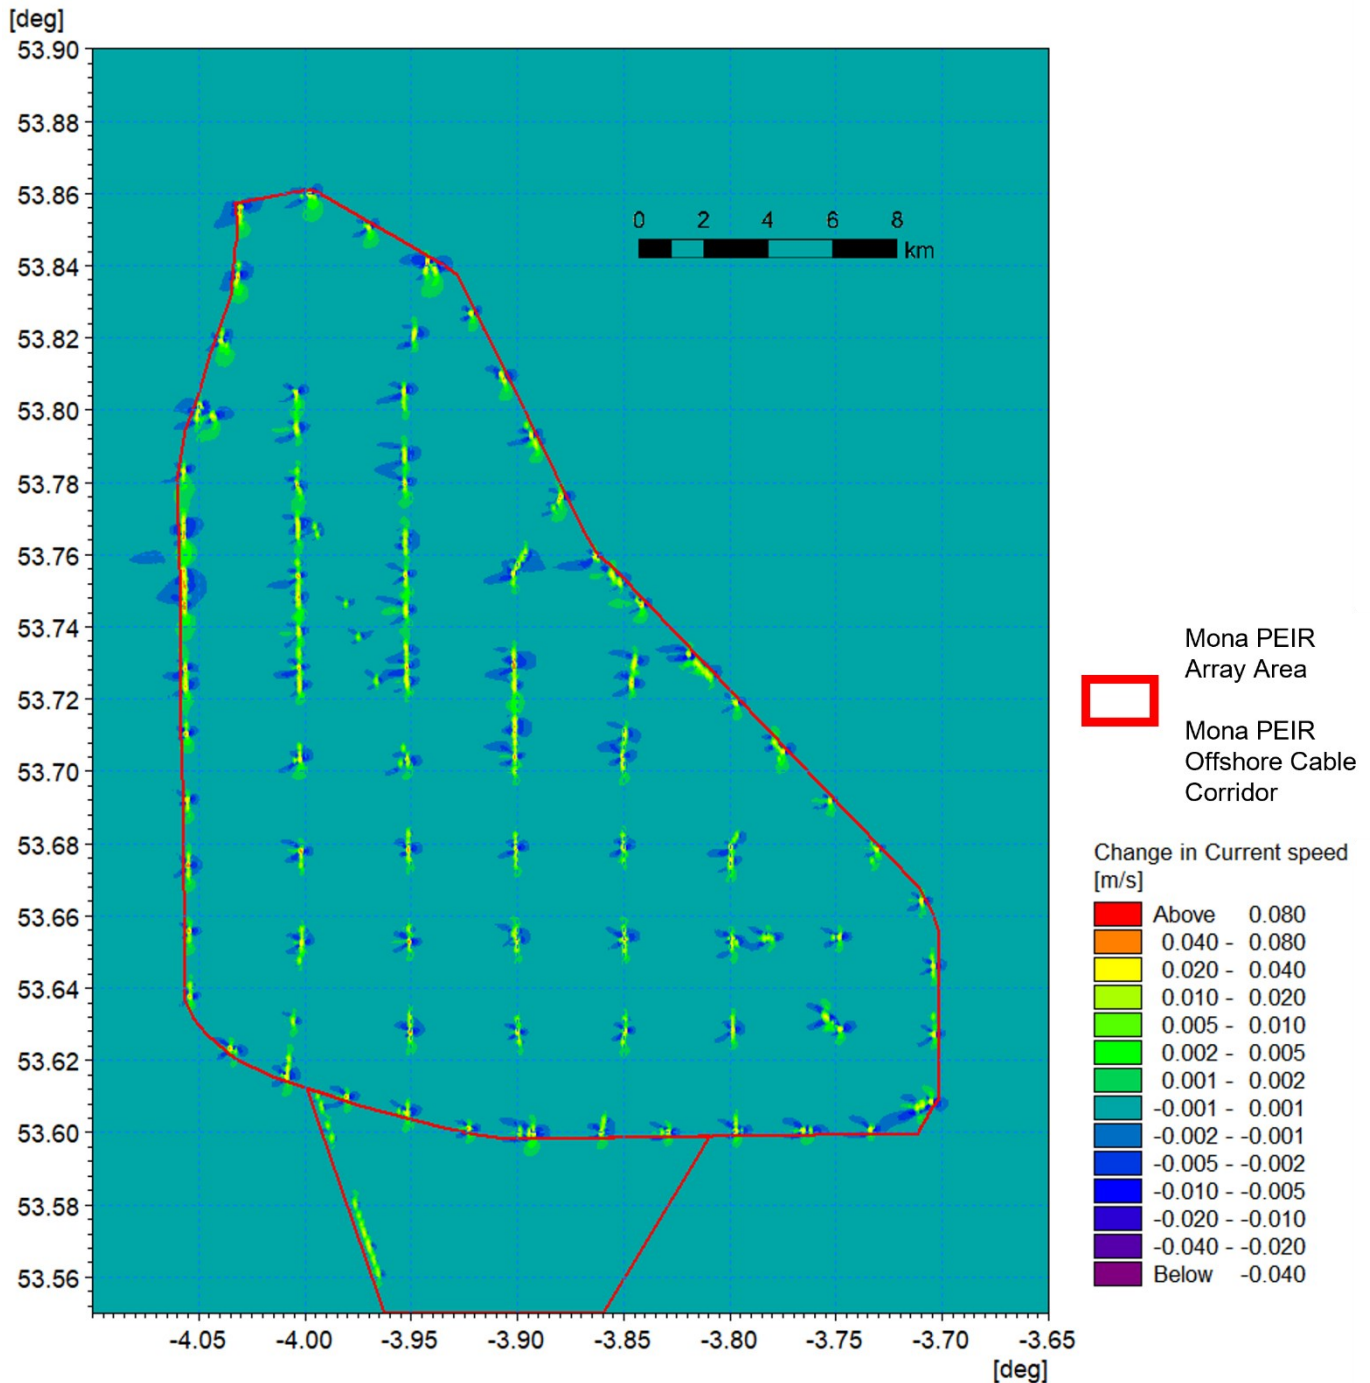 [deg]
53.90
53.88
53.86
53.84
53.82
53.80
53.78
53.76
53.74
53.72
53.70
53.68
53.66
53.64
53.62
53.60
53.58
53.56
0 2 4 6 8
km
-4.05 -4.00 -3.95 -3.90 -3.85 -3.80 -3.75 -3.70 -3.65
[deg]
Mona PEIR
Array Area
Mona PEIR
Offshore Cable
Corridor
Change in Current speed
[m/s]
Above 0.080
0.040 - 0.080
0.020 - 0.040
0.010 - 0.020
0.005 - 0.010
0.002 - 0.005
0.001 - 0.002
-0.001 - 0.001
-0.002 - -0.001
-0.005 - -0.002
-0.010 - -0.005
-0.020 - -0.010
-0.040 - -0.020
Below -0.040